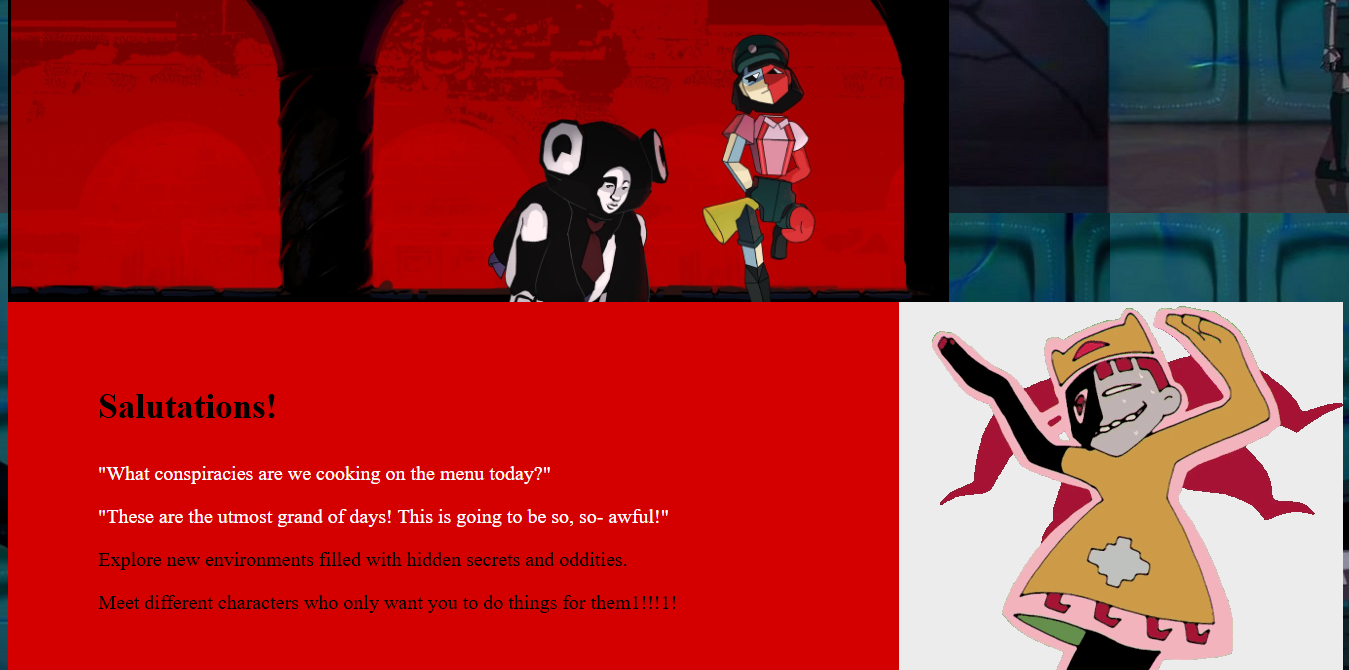 Salutations!
"What conspiracies are we cooking on the menu today?"
"These are the utmost grand of days! This is going to be so, so- awful!"
Explore new environments filled with hidden secrets and oddities.
Meet different characters who only want you to do things for them1!!!1!